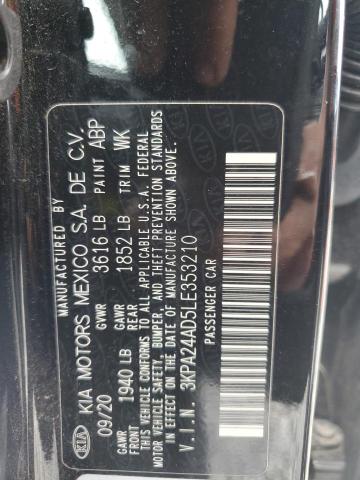 MANUFACTURED BY
KIA KIA MOTORS MEXICO S.A. DE C.V.
09/20 GVWR 3616 LB PAINT ABP
GAWR FRONT 1940 LB GAWR REAR 1852 LB TRIM WK
THIS VEHICLE CONFORMS TO ALL APPLICABLE U.S.A. FEDERAL
MOTOR VEHICLE SAFETY, BUMPER, AND THEFT PREVENTION STANDARDS
IN EFFECT ON THE DATE OF MANUFACTURE SHOWN ABOVE.
V.I.N. 3KPA24AD5LE353210
PASSENGER CAR